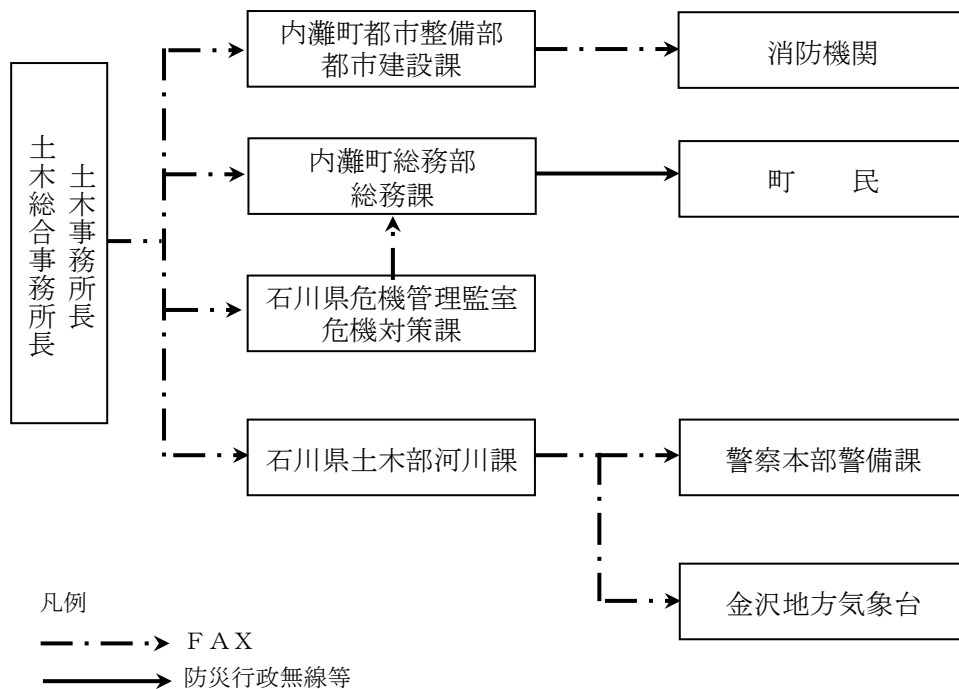 土木事務所長
土木総合事務所長
内灘町都市整備部
都市建設課
消防機関
内灘町総務部
総務課
町　　民
石川県危機管理監室
危機対策課
石川県土木部河川課
警察本部警備課
金沢地方気象台
凡例
ＦＡＸ
防災行政無線等